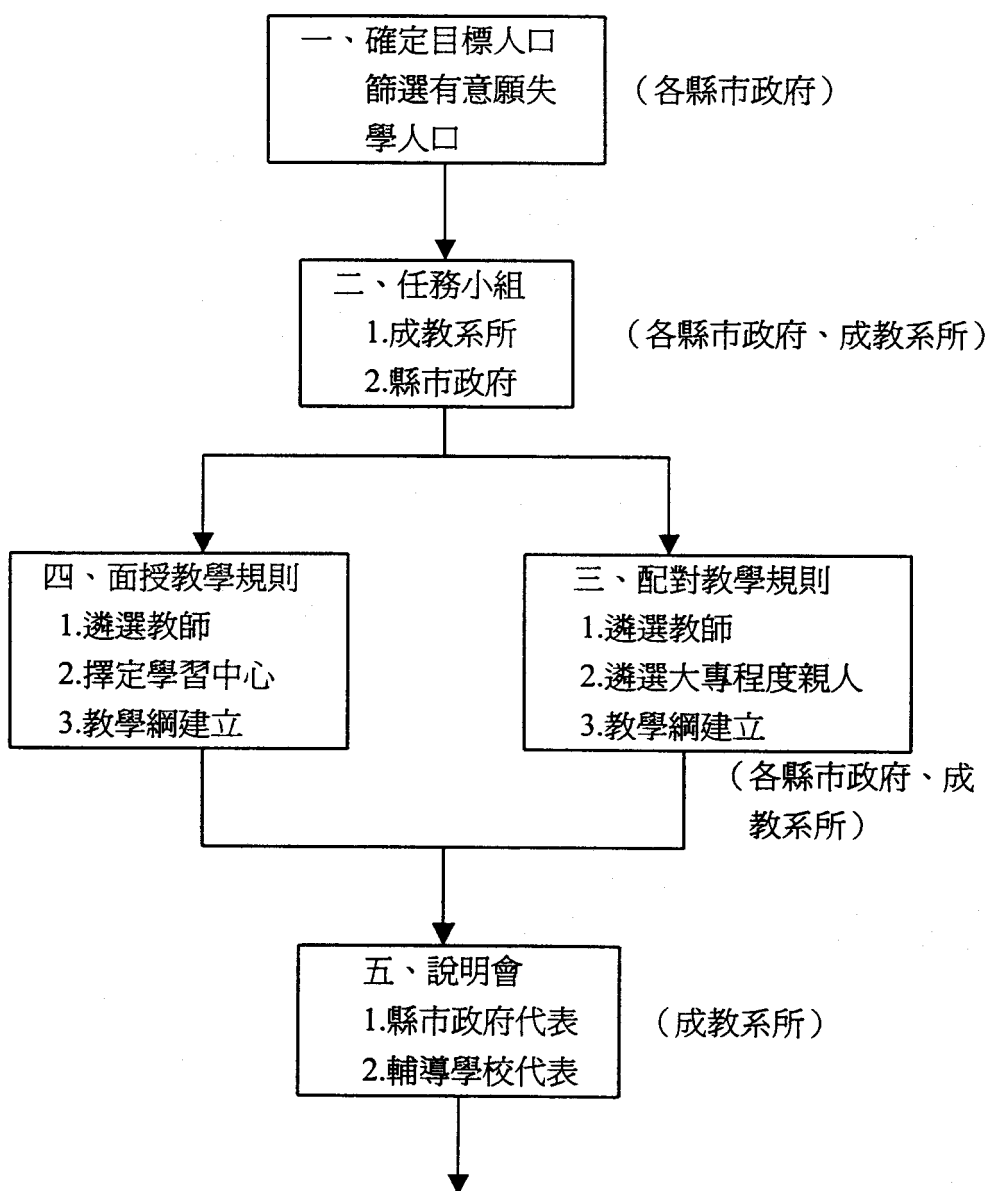 一、確定目標人口
篩選有意願失
學人口
（各縣市政府）
二、任務小組
1.成教系所
2.縣市政府
（各縣市政府、成教系所）
四、面授教學規則
1.遴選教師
2.擇定學習中心
3.教學綱建立
三、配對教學規則
1.遴選教師
2.遴選大專程度親人
3.教學綱建立
（各縣市政府、成
教系所）
五、說明會
1.縣市政府代表
2.輔導學校代表
（成教系所）